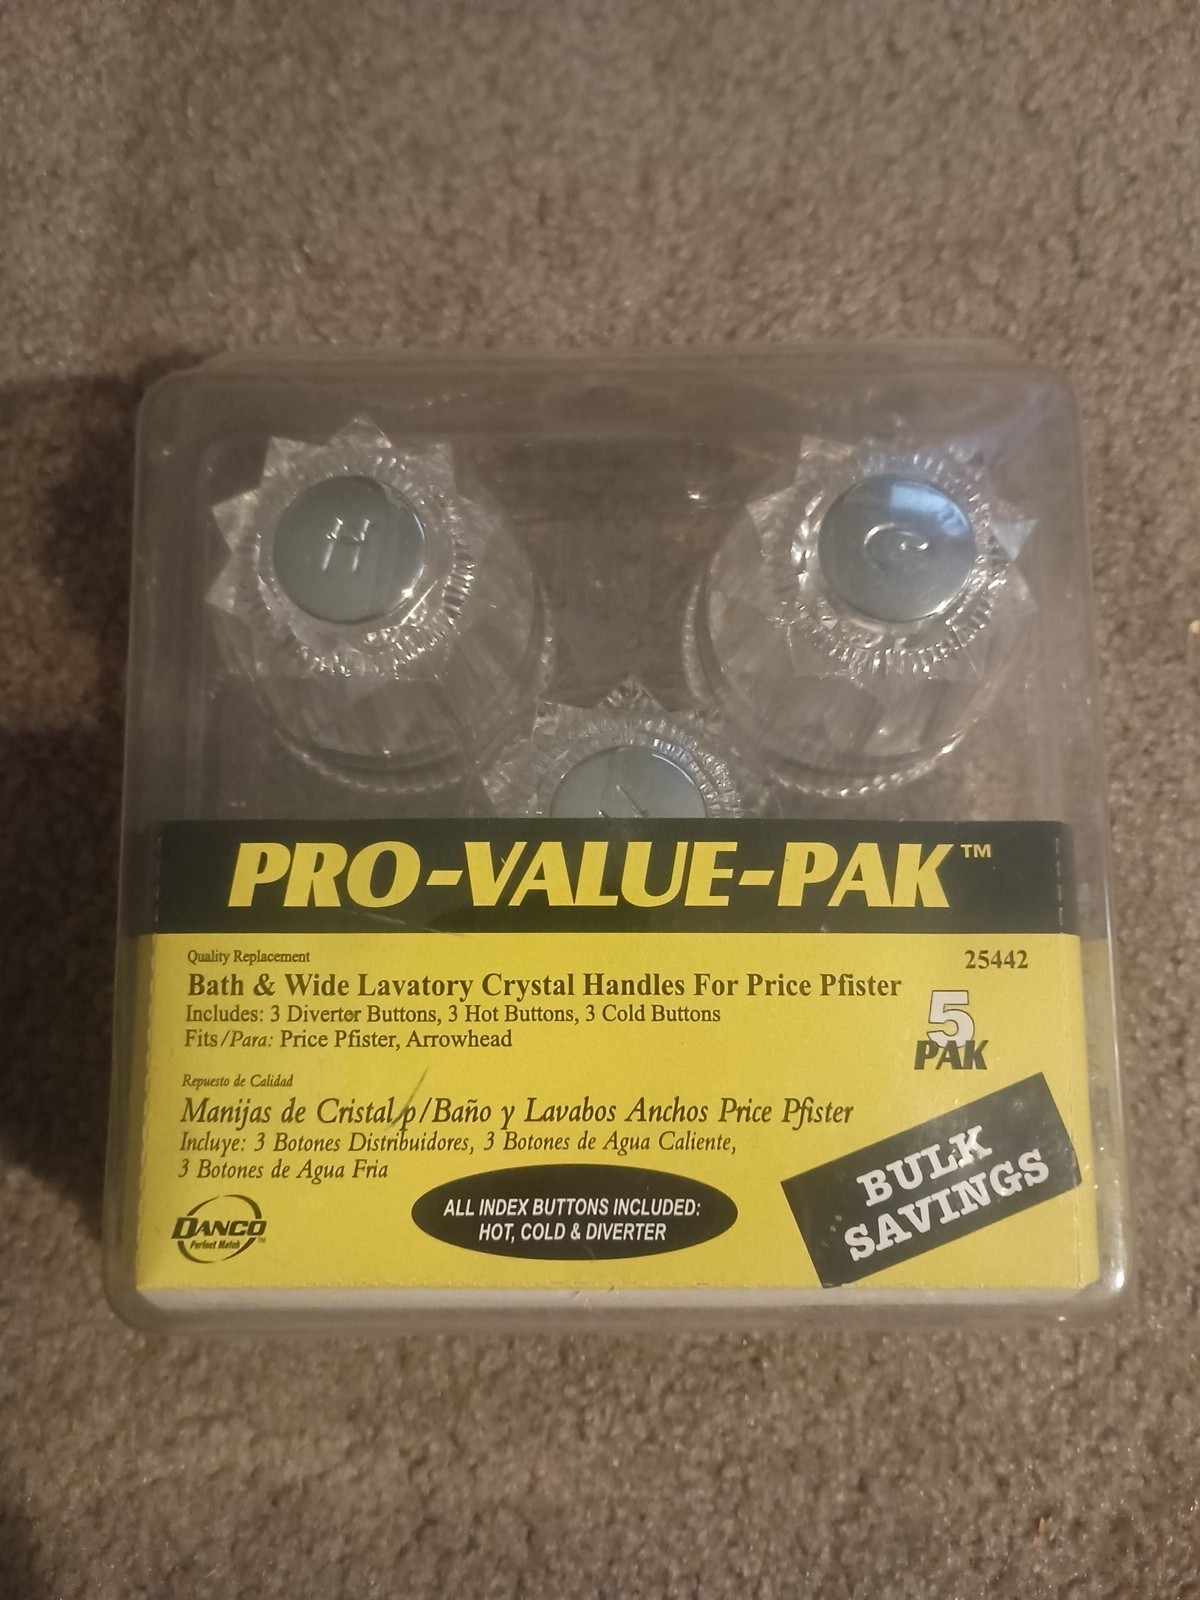 H
C
PRO-VALUE-PAK™
Quality Replacement
25442
Bath & Wide Lavatory Crystal Handles For Price Pfister
Includes: 3 Diverter Buttons, 3 Hot Buttons, 3 Cold Buttons
Fits/Para: Price Pfister, Arrowhead
5
PAK
Repuesto de Calidad
Manijas de Cristal p/Baño y Lavabos Anchos Price Pfister
Incluye: 3 Botones Distribuidores, 3 Botones de Agua Caliente,
3 Botones de Agua Fria
BULK
SAVINGS
ALL INDEX BUTTONS INCLUDED:
HOT, COLD & DIVERTER
DANCO™
Perfect Match